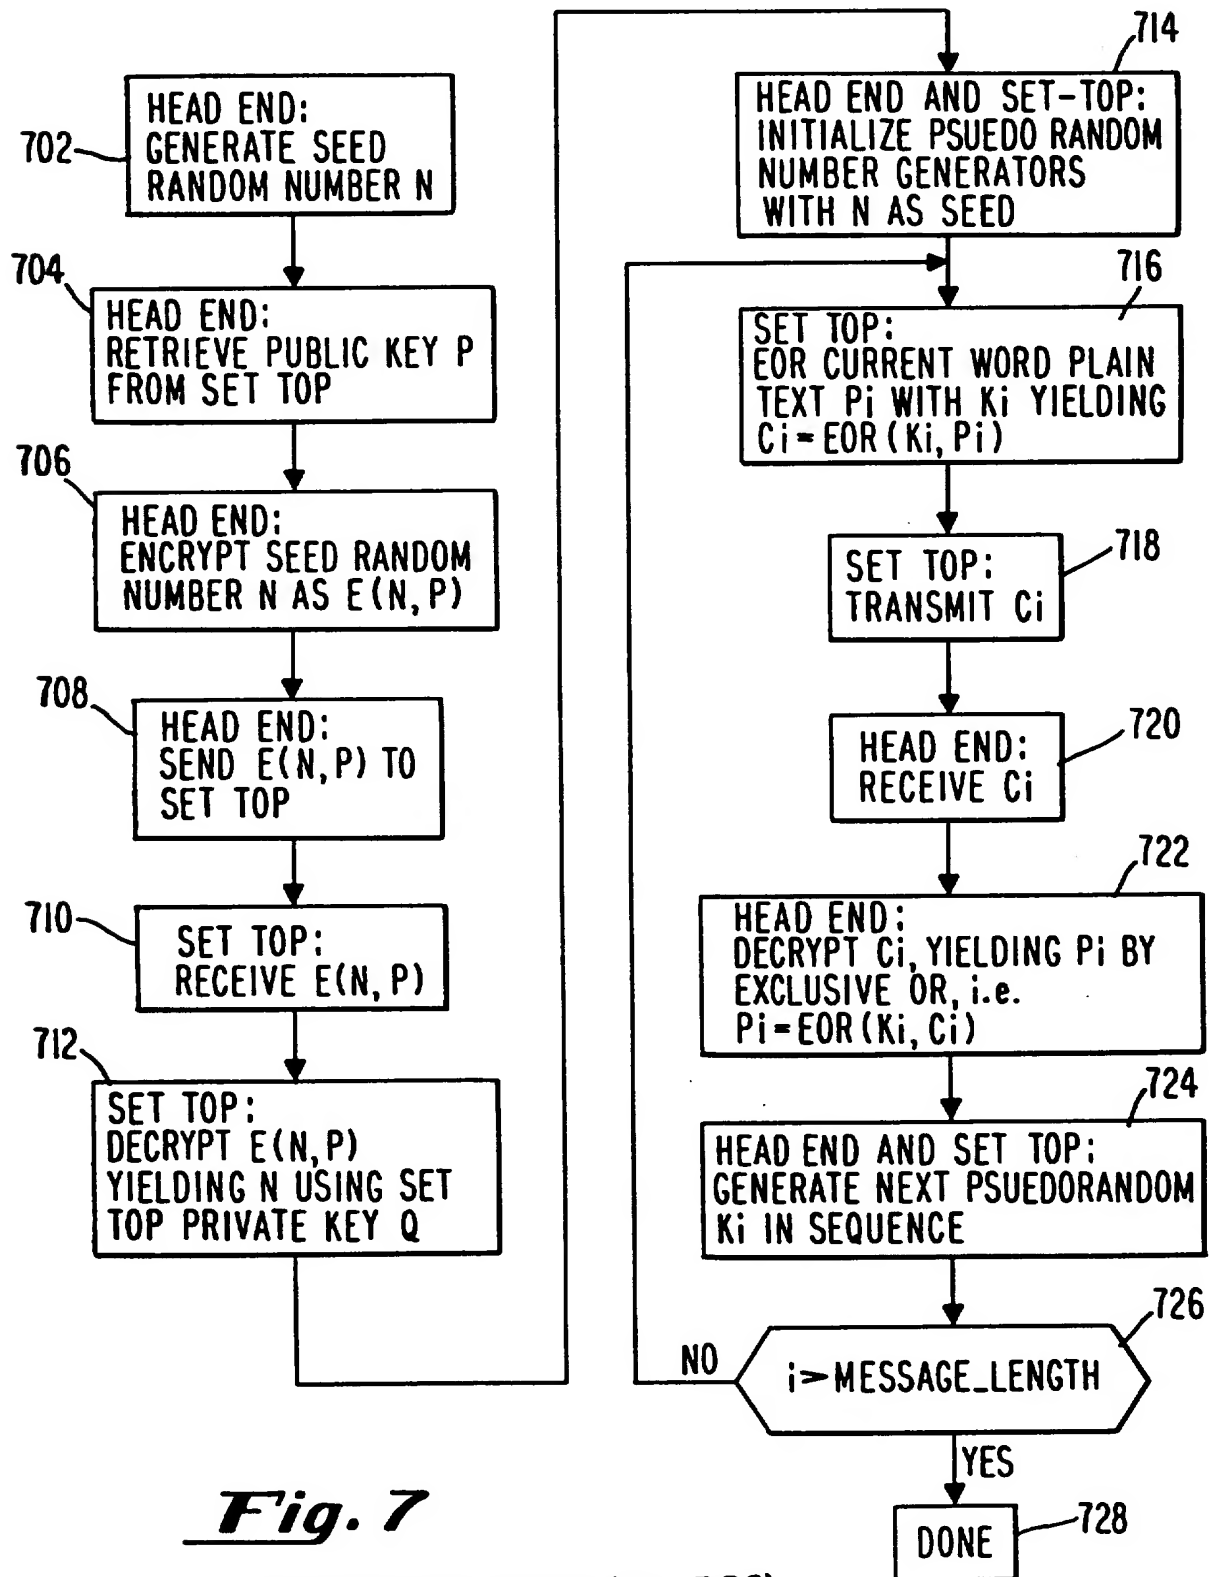 702
HEAD END:
GENERATE SEED
RANDOM NUMBER N
704
HEAD END:
RETRIEVE PUBLIC KEY P
FROM SET TOP
706
HEAD END:
ENCRYPT SEED RANDOM
NUMBER N AS E(N,P)
708
HEAD END:
SEND E(N,P) TO
SET TOP
710
SET TOP:
RECEIVE E(N,P)
712
SET TOP:
DECRYPT E(N,P)
YIELDING N USING SET
TOP PRIVATE KEY Q
714
HEAD END AND SET-TOP:
INITIALIZE PSUEDO RANDOM
NUMBER GENERATORS
WITH N AS SEED
716
SET TOP:
EOR CURRENT WORD PLAIN
TEXT Pi WITH Ki YIELDING
Ci=EOR(Ki,Pi)
718
SET TOP:
TRANSMIT Ci
720
HEAD END:
RECEIVE Ci
722
HEAD END:
DECRYPT Ci, YIELDING Pi BY
EXCLUSIVE OR, i.e.
Pi=EOR(Ki,Ci)
724
HEAD END AND SET TOP:
GENERATE NEXT PSUEDORANDOM
Ki IN SEQUENCE
726
i>MESSAGE_LENGTH
NO
YES
728
DONE
Fig. 7